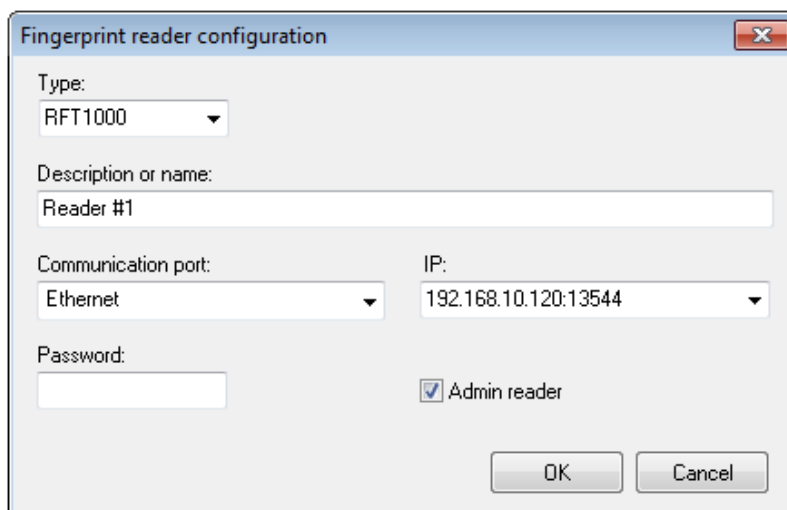 Fingerprint reader configuration
Type:
RFT1000
Description or name:
Reader #1
Communication port:
IP:
Ethernet
192.168.10.120:13544
Password:
Admin reader
OK
Cancel